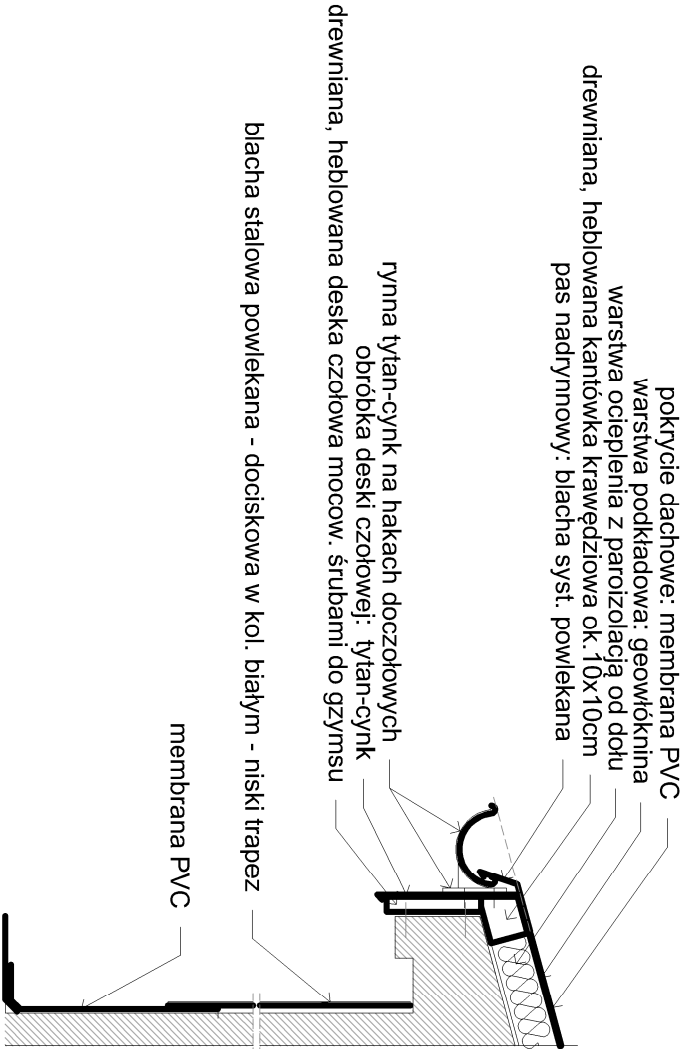 pokrycie dachowe: membrana PVC
warstwa podkładowa: geowłóknina
warstwa ocieplenia z paroizolacją od dołu
drewniana, heblowana kantówka krawędziowa ok.10x10cm
pas nadrynnowy: blacha syst. powlekana
rynna tytan-cynk na hakach doczołowych
obróbka deski czołowej: tytan-cynk
drewniana, heblowana deska czołowa mocow. śrubami do gzymsu
blacha stalowa powlekana - dociskowa w kol. białym - niski trapez
membrana PVC